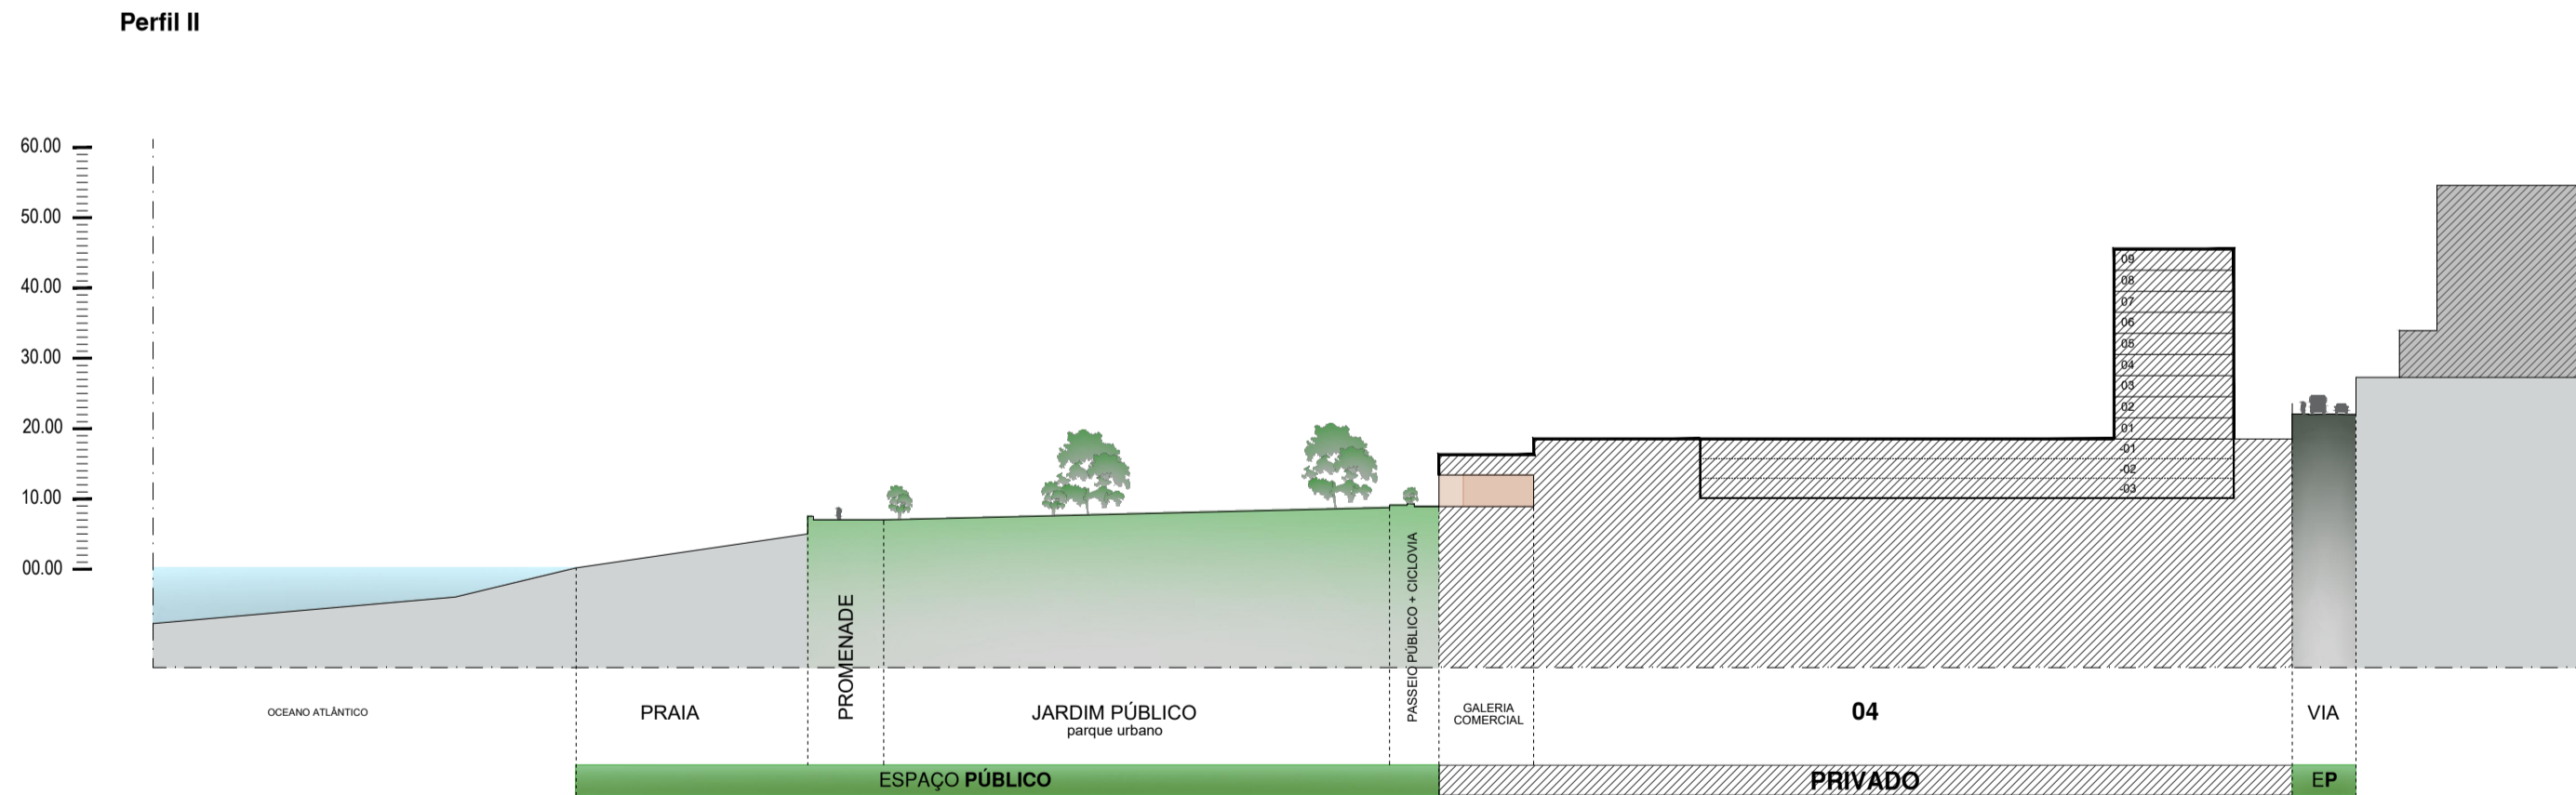 Perfil II
60.00
50.00
40.00
30.00
20.00
10.00
00.00
09
08
07
06
05
04
03
02
01
-01
-02
-03
OCEANO ATLÂNTICO
PRAIA
PROMENADE
JARDIM PÚBLICO
parque urbano
PASSEIO PÚBLICO + CICLOVIA
GALERIA
COMERCIAL
04
VIA
ESPAÇO PÚBLICO
PRIVADO
EP